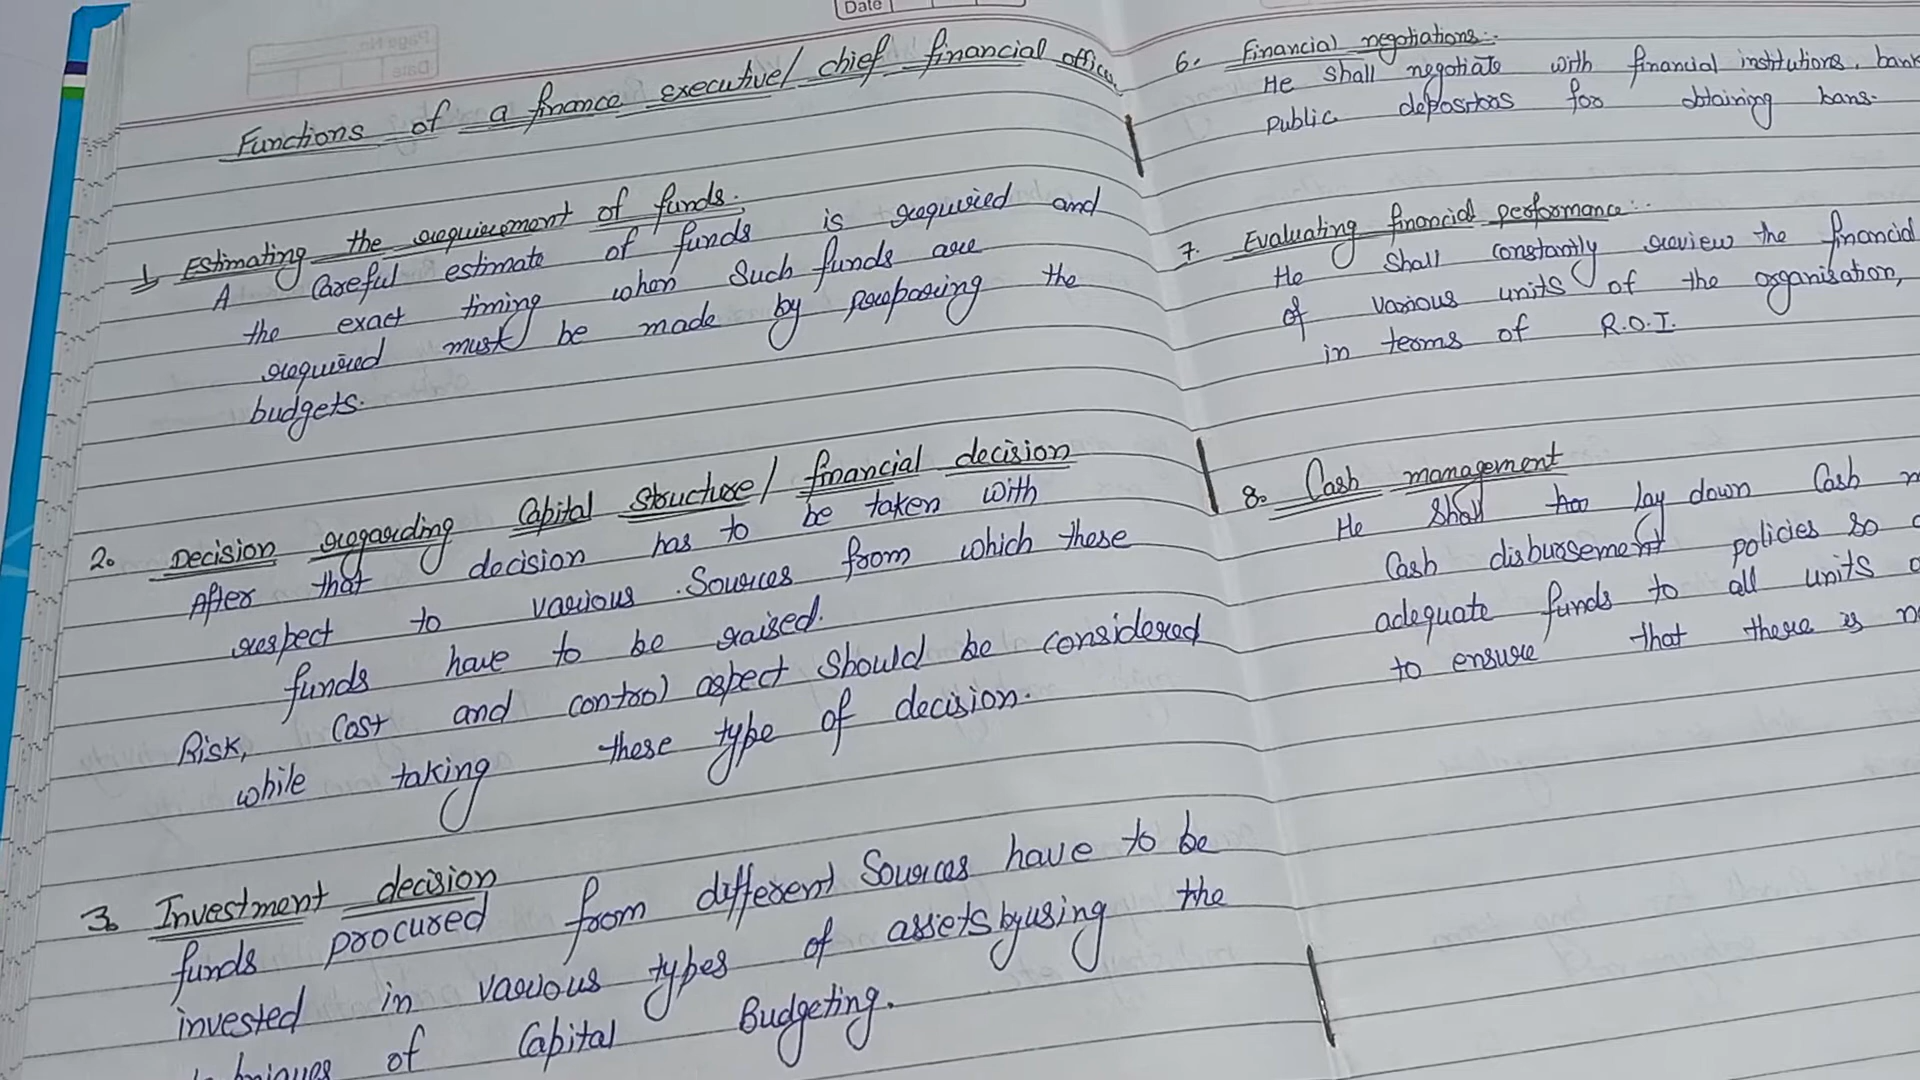 Date
Functions of a finance executive/ chief financial officer
1. Estimating the requirement of funds:
A Careful estimate of funds is required and
the exact timing when Such funds are
required must be made by preposing the
budgets.
2. Decision regarding Capital Structure/ financial decision
After that decision has to be taken with
respect to various Sources from which these
funds have to be raised.
Risk, Cost and control aspect Should be considered
while taking these type of decision.
3. Investment decision
funds procured from different Sources have to be
invested in various types of assets by using the
of Capital Budgeting.
6. Financial negotiations:-
He shall negotiate with financial institutions, bank
Public depositors for obtaining loans.
7. Evaluating financial performance:-
He shall constantly review the financial
of various units of the organisation,
in terms of R.O.I.
8. Cash management
He Shall lay down Cash
Cash disbursement policies so
adequate funds to all units
to ensure that there is